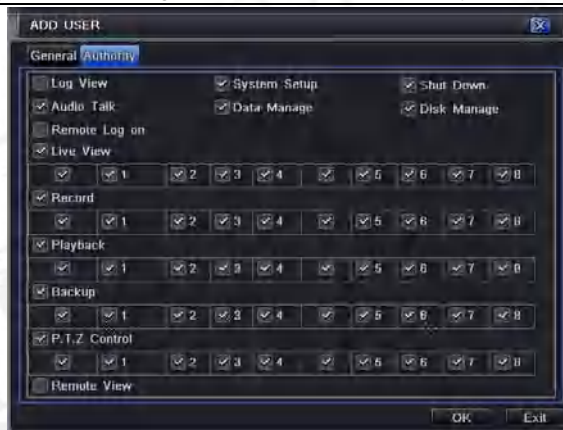 ADD USER
General Authority
Log View System Setup Shut Down
Audio Talk Data Manage Disk Manage
Remote Log on
Live View
1 2 3 4 5 6 7 8
Record
1 2 3 4 5 6 7 8
Playback
1 2 3 4 5 6 7 8
Backup
1 2 3 4 5 6 7 8
P.T.Z Control
1 2 3 4 5 6 7 8
Remote View
OK Exit